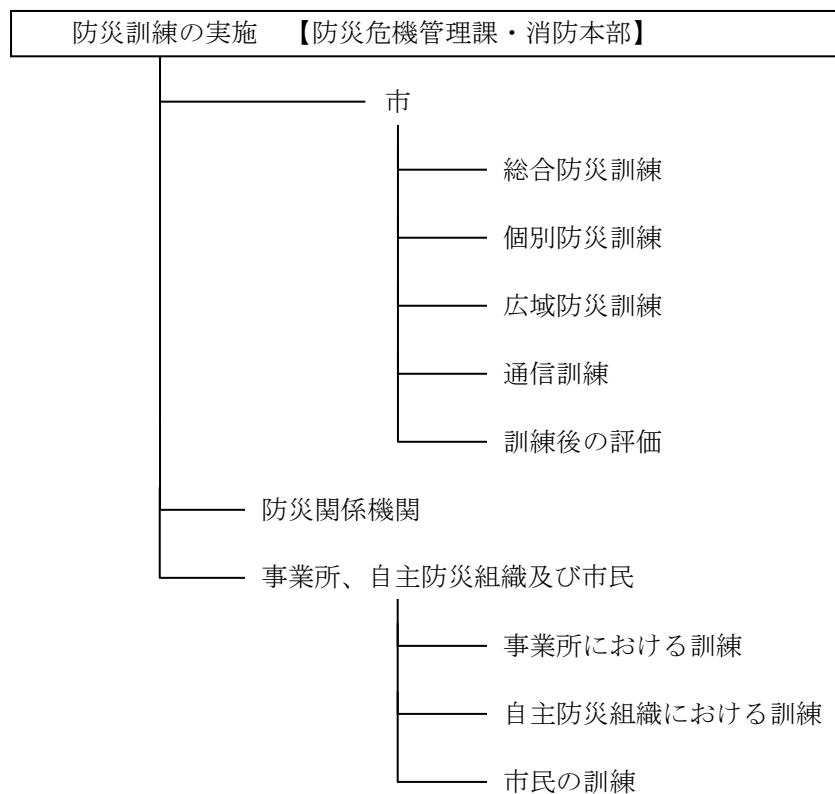 防災訓練の実施　【防災危機管理課・消防本部】
市
総合防災訓練
個別防災訓練
広域防災訓練
通信訓練
訓練後の評価
防災関係機関
事業所、自主防災組織及び市民
事業所における訓練
自主防災組織における訓練
市民の訓練